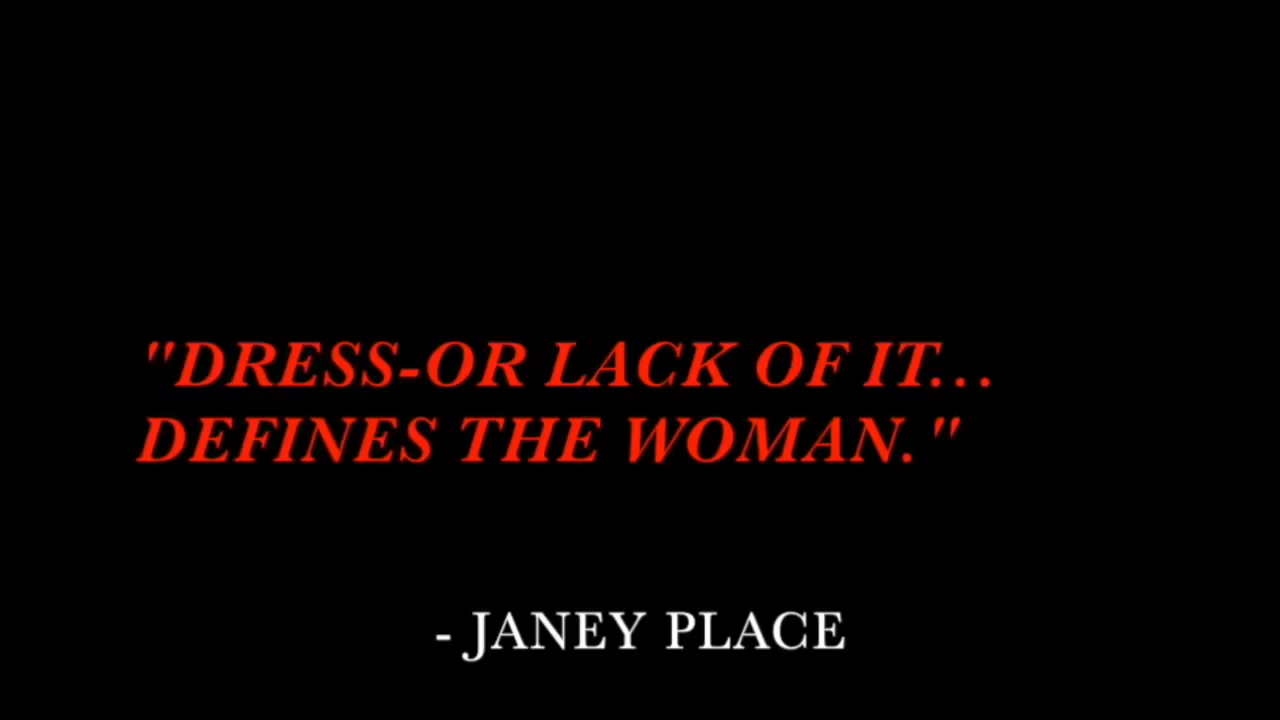 "DRESS-OR LACK OF IT...
DEFINES THE WOMAN."
- JANEY PLACE